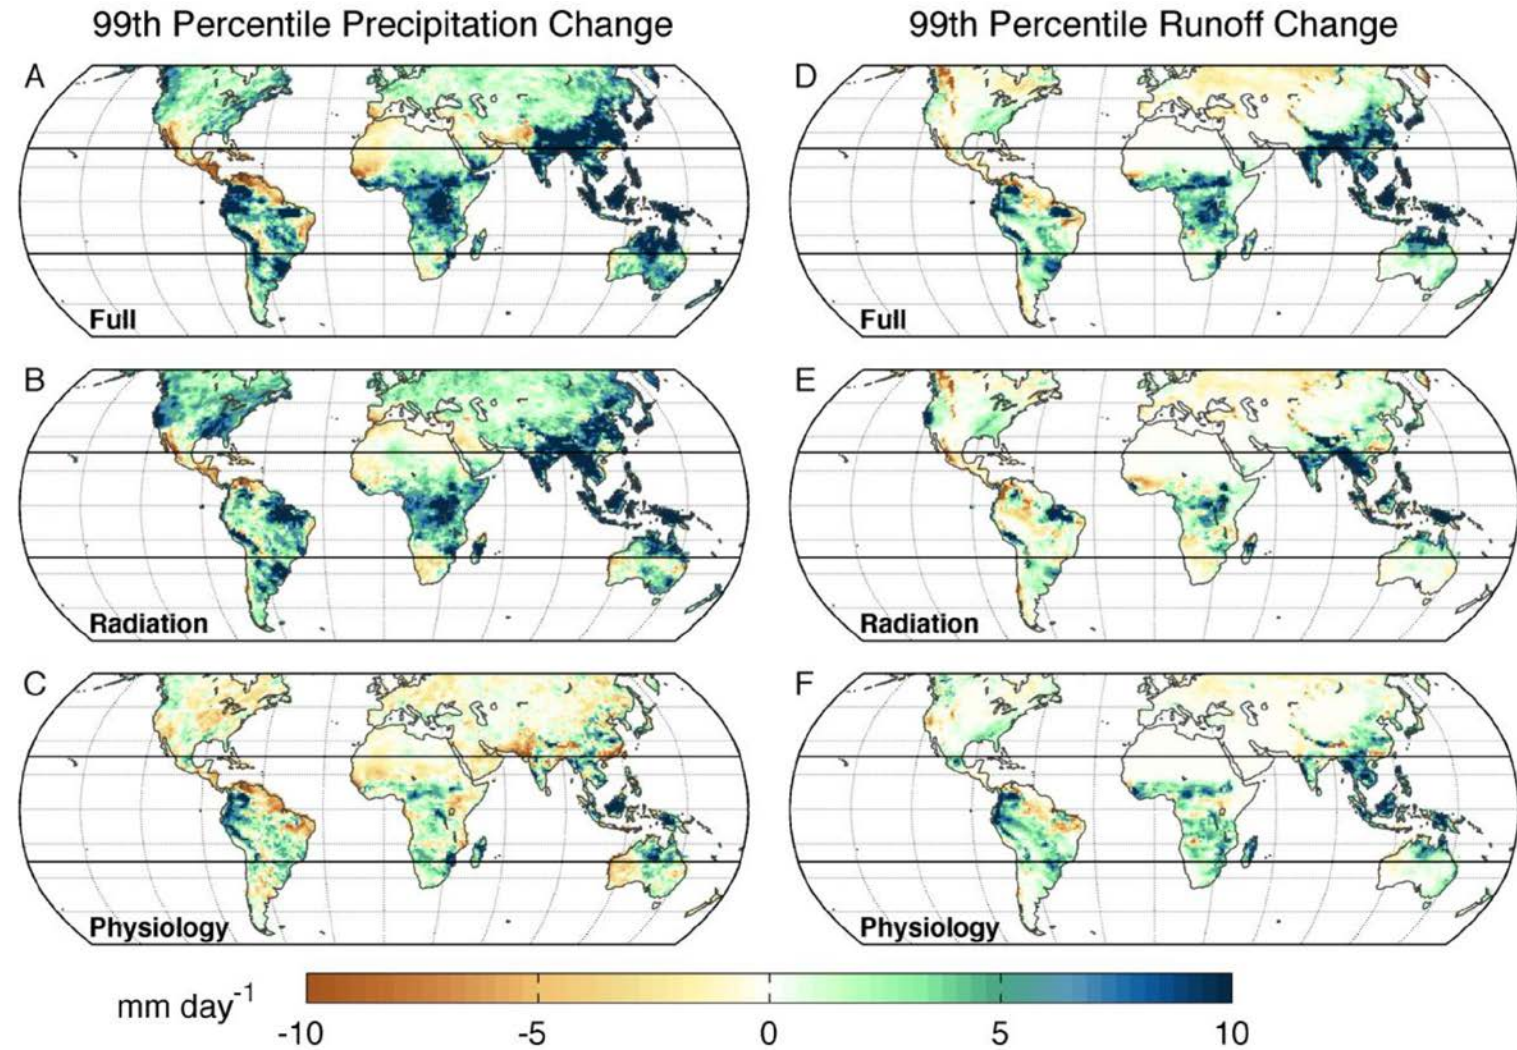 99th Percentile Precipitation Change
99th Percentile Runoff Change
A
Full
D
Full
B
Radiation
E
Radiation
C
Physiology
F
Physiology
mm day-1
-10
-5
0
5
10